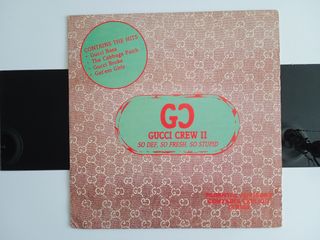 CONTAINS THE HITS
- Gucci Bass
- The Cabbage Patch
- Gucci Broke
- Get'em Girls
GC
GUCCI CREW II
SO DEF, SO FRESH, SO STUPID